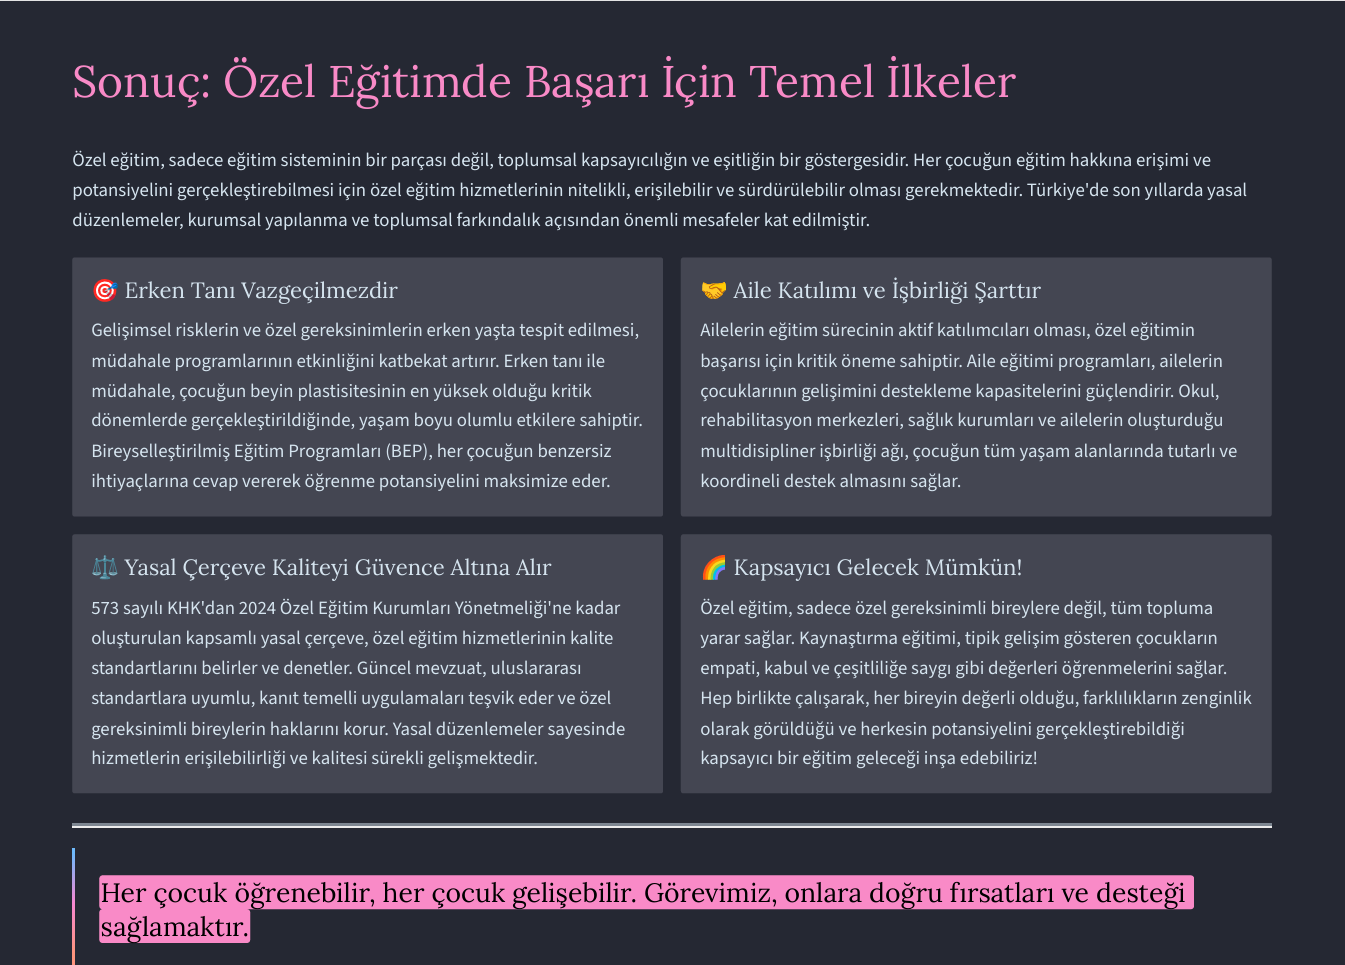 Sonuç: Özel Eğitimde Başarı İçin Temel İlkeler
Özel eğitim, sadece eğitim sisteminin bir parçası değil, toplumsal kapsayıcılığın ve eşitliğin bir göstergesidir. Her çocuğun eğitim hakkına erişimi ve
potansiyelini gerçekleştirebilmesi için özel eğitim hizmetlerinin nitelikli, erişilebilir ve sürdürülebilir olması gerekmektedir. Türkiye'de son yıllarda yasal
düzenlemeler, kurumsal yapılanma ve toplumsal farkındalık açısından önemli mesafeler kat edilmiştir.
🎯 Erken Tanı Vazgeçilmezdir
Gelişimsel risklerin ve özel gereksinimlerin erken yaşta tespit edilmesi,
müdahale programlarının etkinliğini katbekat artırır. Erken tanı ile
müdahale, çocuğun beyin plastisitesinin en yüksek olduğu kritik
dönemlerde gerçekleştirildiğinde, yaşam boyu olumlu etkilere sahiptir.
Bireyselleştirilmiş Eğitim Programları (BEP), her çocuğun benzersiz
ihtiyaçlarına cevap vererek öğrenme potansiyelini maksimize eder.
🤝 Aile Katılımı ve İşbirliği Şarttır
Ailelerin eğitim sürecinin aktif katılımcıları olması, özel eğitimin
başarısı için kritik öneme sahiptir. Aile eğitimi programları, ailelerin
çocuklarının gelişimini destekleme kapasitelerini güçlendirir. Okul,
rehabilitasyon merkezleri, sağlık kurumları ve ailelerin oluşturduğu
multidisipliner işbirliği ağı, çocuğun tüm yaşam alanlarında tutarlı ve
koordineli destek almasını sağlar.
⚖️ Yasal Çerçeve Kaliteyi Güvence Altına Alır
573 sayılı KHK'dan 2024 Özel Eğitim Kurumları Yönetmeliği'ne kadar
oluşturulan kapsamlı yasal çerçeve, özel eğitim hizmetlerinin kalite
standartlarını belirler ve denetler. Güncel mevzuat, uluslararası
standartlara uyumlu, kanıt temelli uygulamaları teşvik eder ve özel
gereksinimli bireylerin haklarını korur. Yasal düzenlemeler sayesinde
hizmetlerin erişilebilirliği ve kalitesi sürekli gelişmektedir.
🌈 Kapsayıcı Gelecek Mümkün!
Özel eğitim, sadece özel gereksinimli bireylere değil, tüm topluma
yarar sağlar. Kaynaştırma eğitimi, tipik gelişim gösteren çocukların
empati, kabul ve çeşitliliğe saygı gibi değerleri öğrenmelerini sağlar.
Hep birlikte çalışarak, her bireyin değerli olduğu, farklılıkların zenginlik
olarak görüldüğü ve herkesin potansiyelini gerçekleştirebildiği
kapsayıcı bir eğitim geleceği inşa edebiliriz!
Her çocuk öğrenebilir, her çocuk gelişebilir. Görevimiz, onlara doğru fırsatları ve desteği
sağlamaktır.